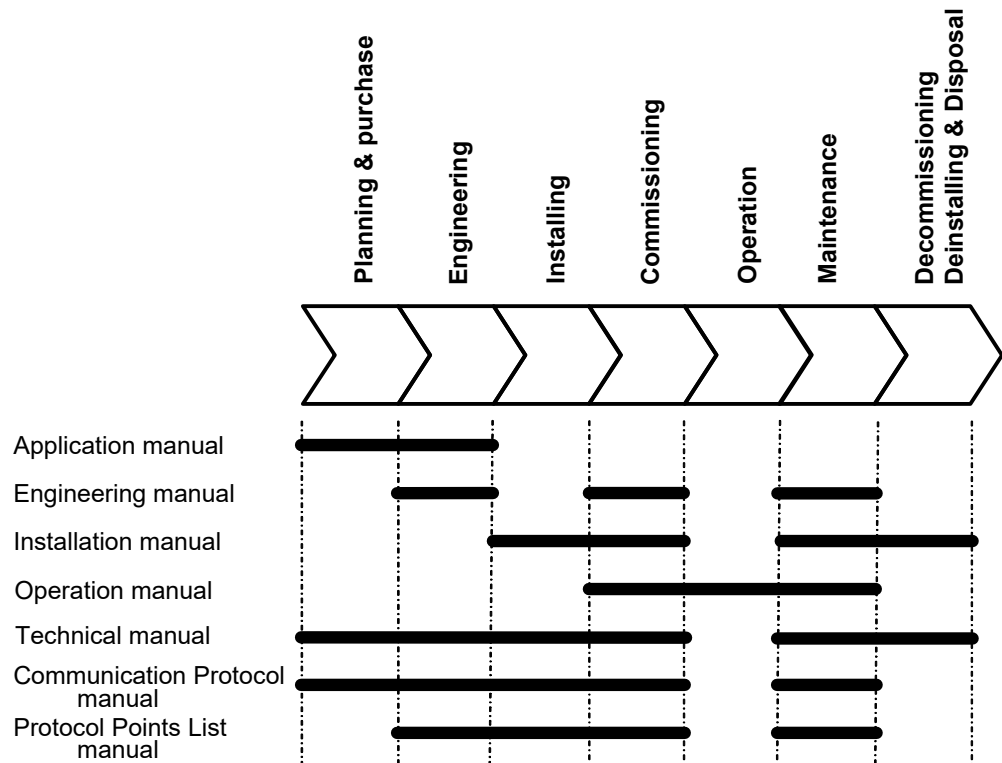 Planning & purchase
Engineering
Installing
Commissioning
Operation
Maintenance
Decommissioning
Deinstalling & Disposal
Application manual
Engineering manual
Installation manual
Operation manual
Technical manual
Communication Protocol
manual
Protocol Points List
manual